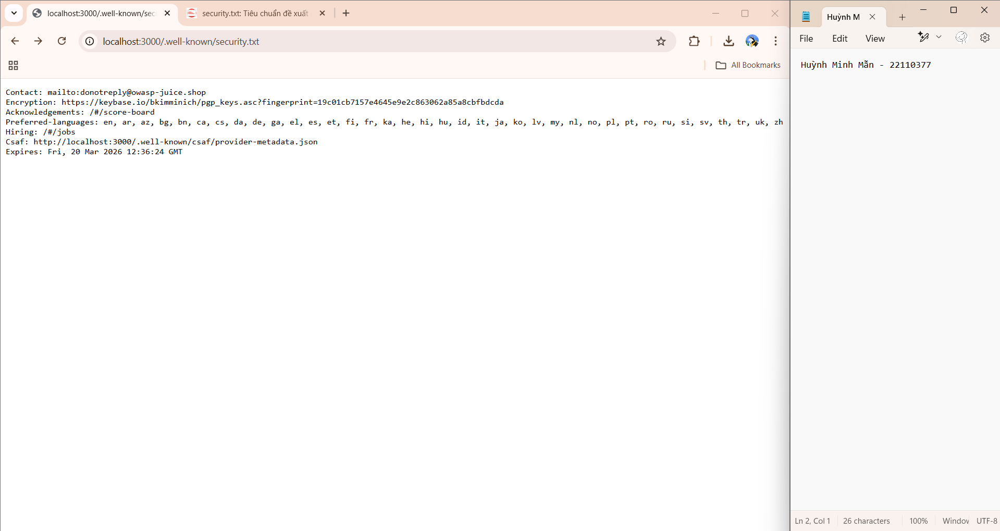 localhost:3000/.well-known/sec
security.txt: Tiêu chuẩn đề xuất
localhost:3000/.well-known/security.txt
All Bookmarks
Contact: mailto:donotreply@owasp-juice.shop
Encryption: https://keybase.io/bkimminich/pgp_keys.asc?fingerprint=19c01cb7157e4645e9e2c863062a85a8cbfbdcda
Acknowledgements: /#/score-board
Preferred-languages: en, ar, az, bg, bn, ca, cs, da, de, ga, el, es, et, fi, fr, ka, he, hi, hu, id, it, ja, ko, lv, my, nl, no, pl, pt, ro, ru, si, sv, th, tr, uk, zh
Hiring: /#/jobs
Csaf: http://localhost:3000/.well-known/csaf/provider-metadata.json
Expires: Fri, 20 Mar 2026 12:36:24 GMT
Huỳnh M
File Edit View
Huỳnh Minh Mẫn - 22110377
Ln 2, Col 1 26 characters 100% Window UTF-8